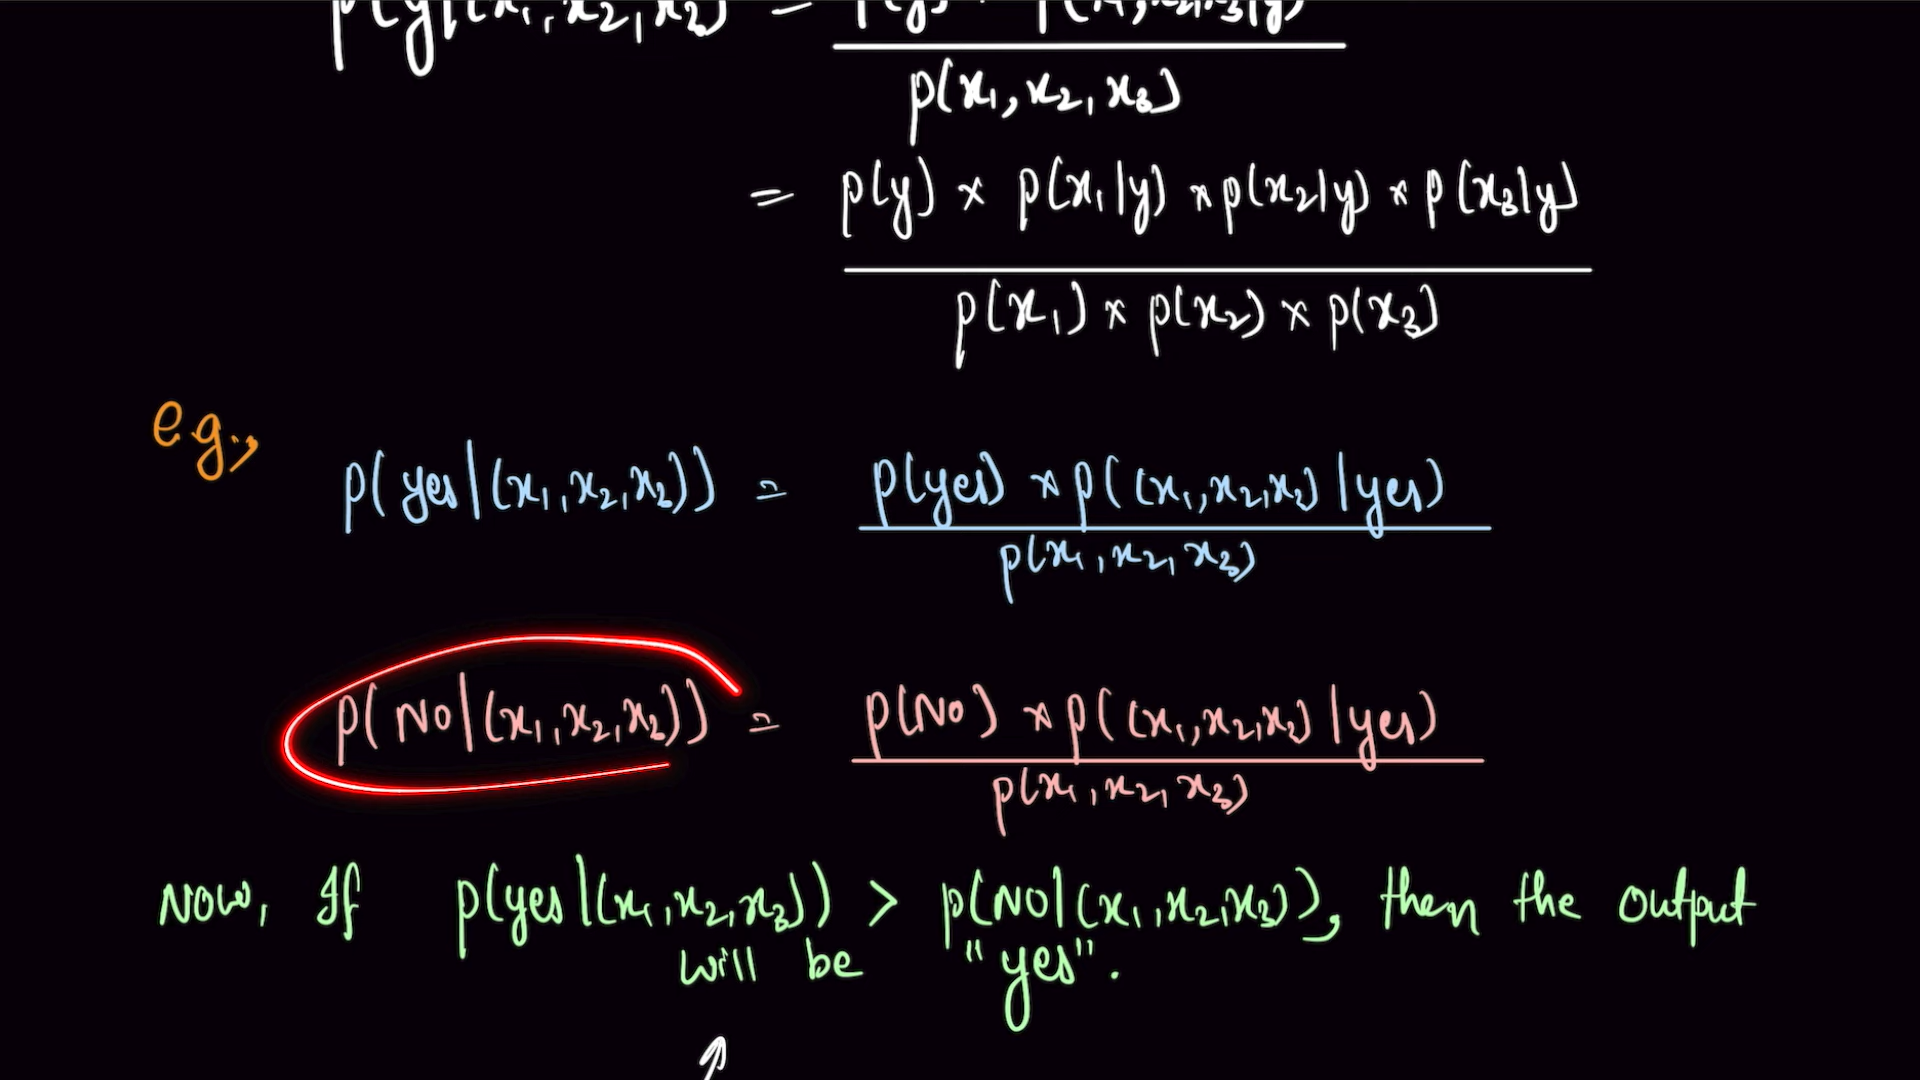 p(y|(x₁,x₂,x₃) = p(y) * p(x₁,x₂,x₃|y)
p(x₁,x₂,x₃)
= p(y) × p(x₁|y) × p(x₂|y) × p(x₃|y)
p(x₁) × p(x₂) × p(x₃)
e.g.,
p(yes|(x₁,x₂,x₃)) = p(yes) × p((x₁,x₂,x₃)|yes)
p(x₁,x₂,x₃)
p(NO|(x₁,x₂,x₃)) = p(NO) × p((x₁,x₂,x₃)|yes)
p(x₁,x₂,x₃)
NOW, If p(yes|(x₁,x₂,x₃)) > p(NO|(x₁,x₂,x₃)), then the output
will be "yes".